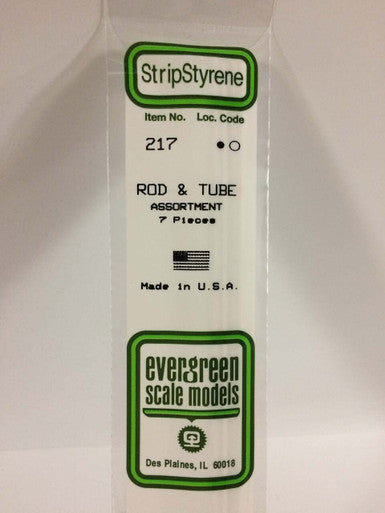 StripStyrene
Item No. Loc. Code
217 ● ○
ROD & TUBE
ASSORTMENT
7 Pieces
Made in U.S.A.
evergreen
scale models
Des Plaines, IL 60018